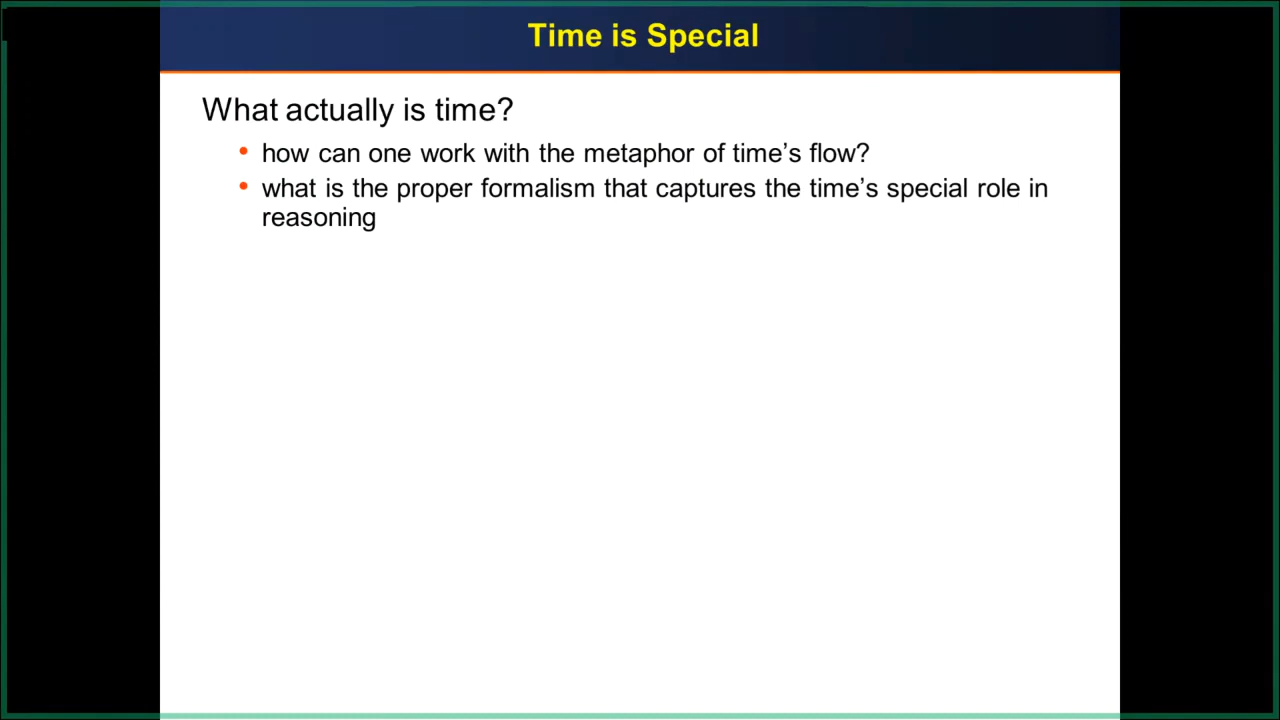 Time is Special
What actually is time?
• how can one work with the metaphor of time’s flow?
• what is the proper formalism that captures the time’s special role in
reasoning